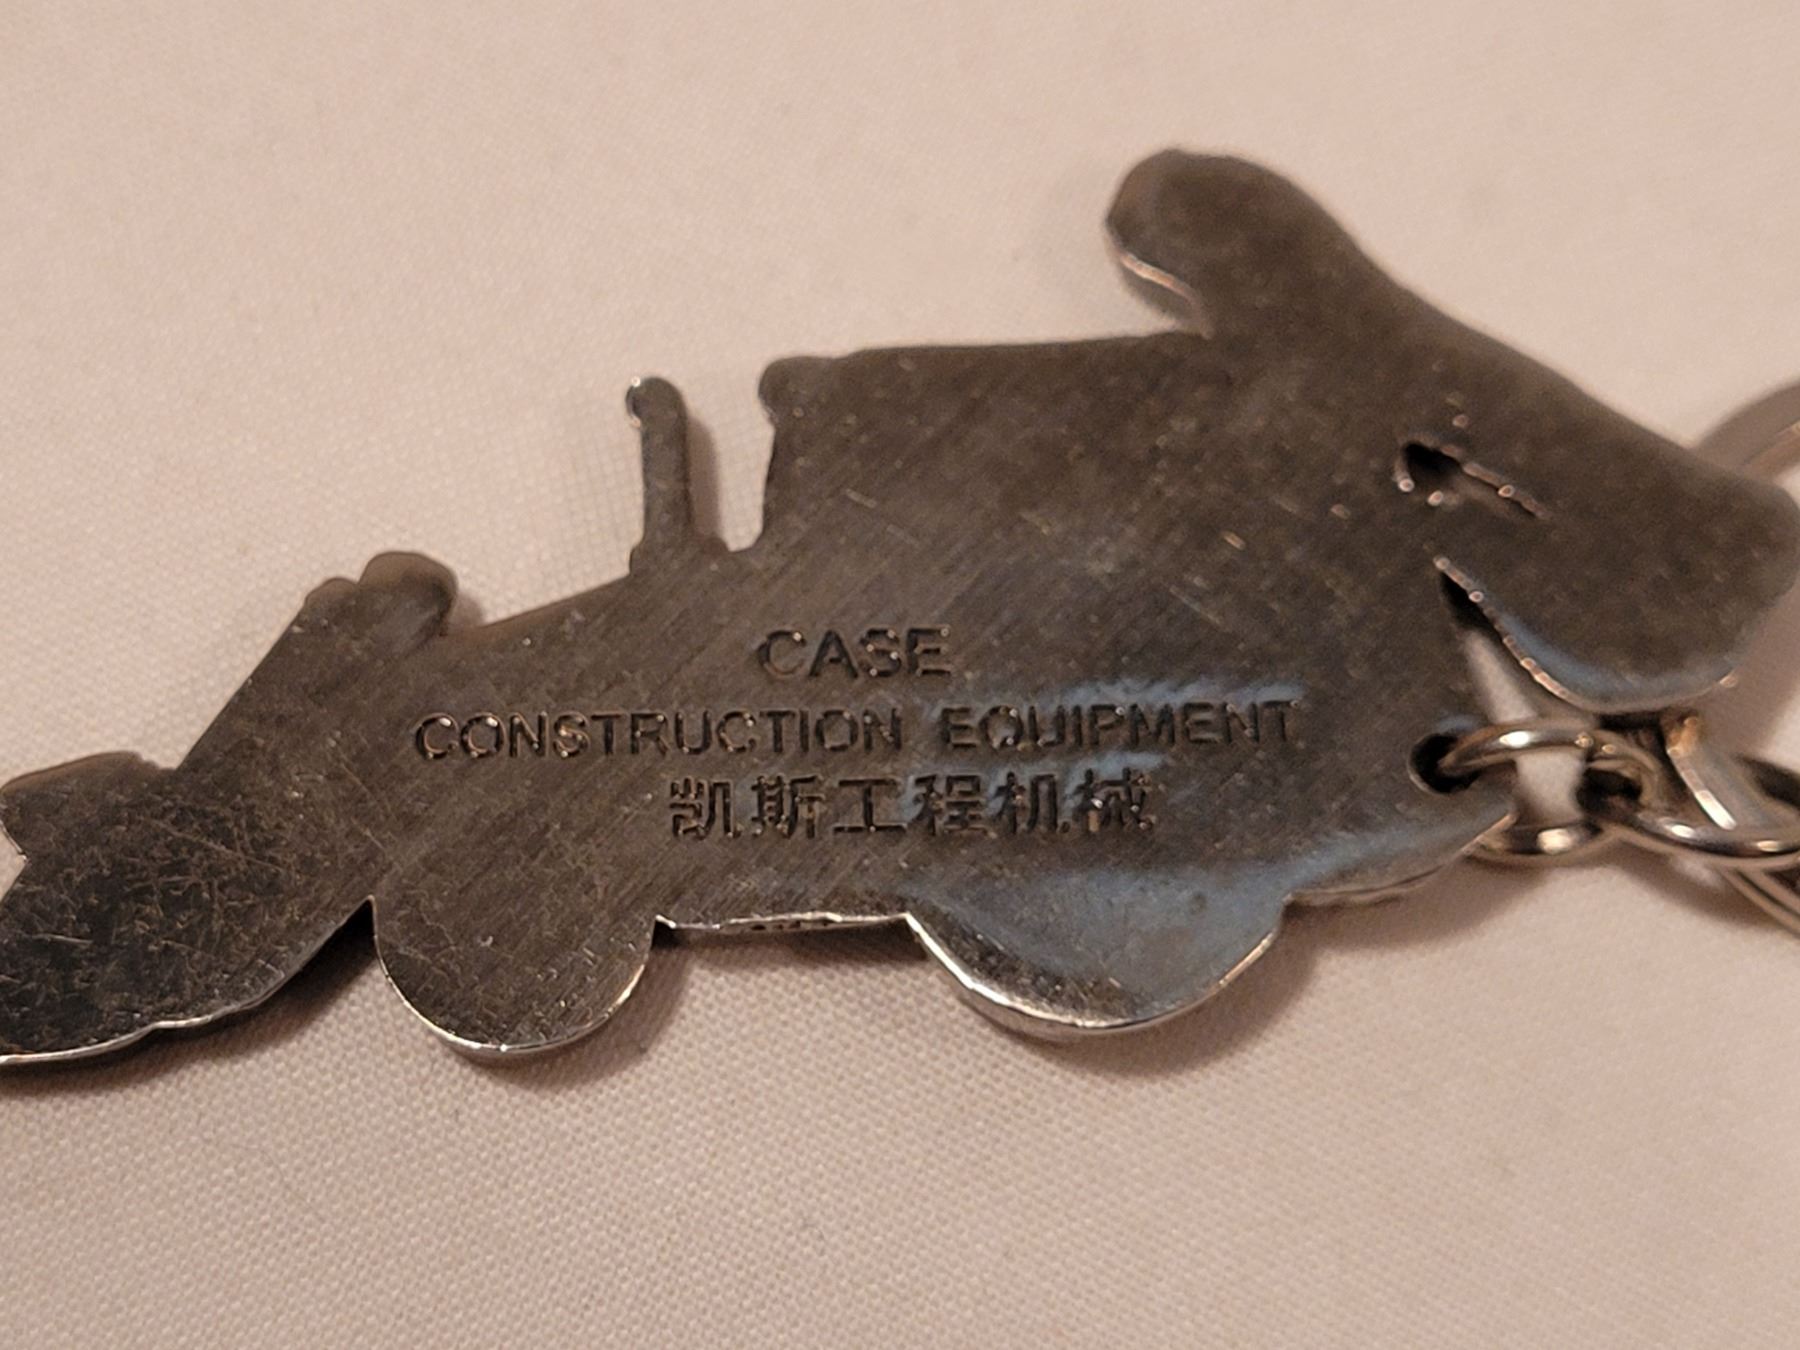 CASE
CONSTRUCTION EQUIPMENT
凯斯工程机械